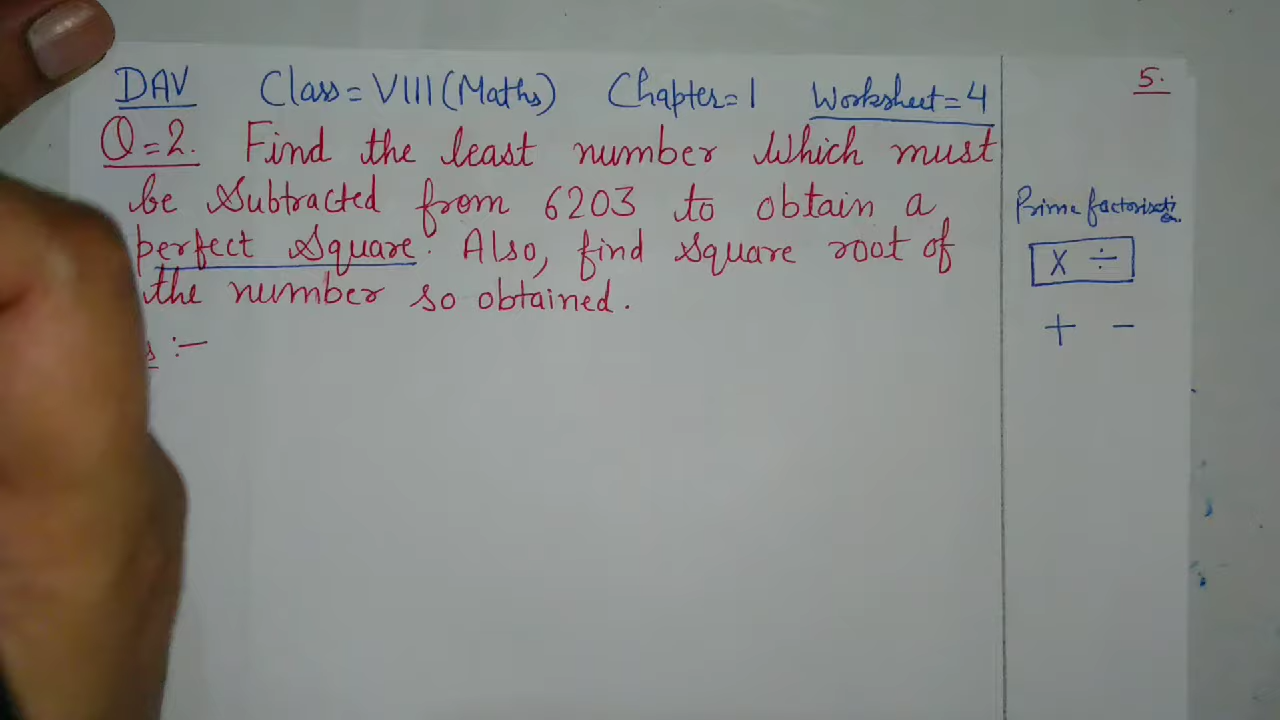 DAV Class=VIII(Maths) Chapter=1 Worksheet=4
5.
Q=2. Find the least number which must
be Subtracted from 6203 to obtain a
perfect Square. Also, find square root of
the number so obtained.
s :-
Prime factorisation
x ÷
+ -